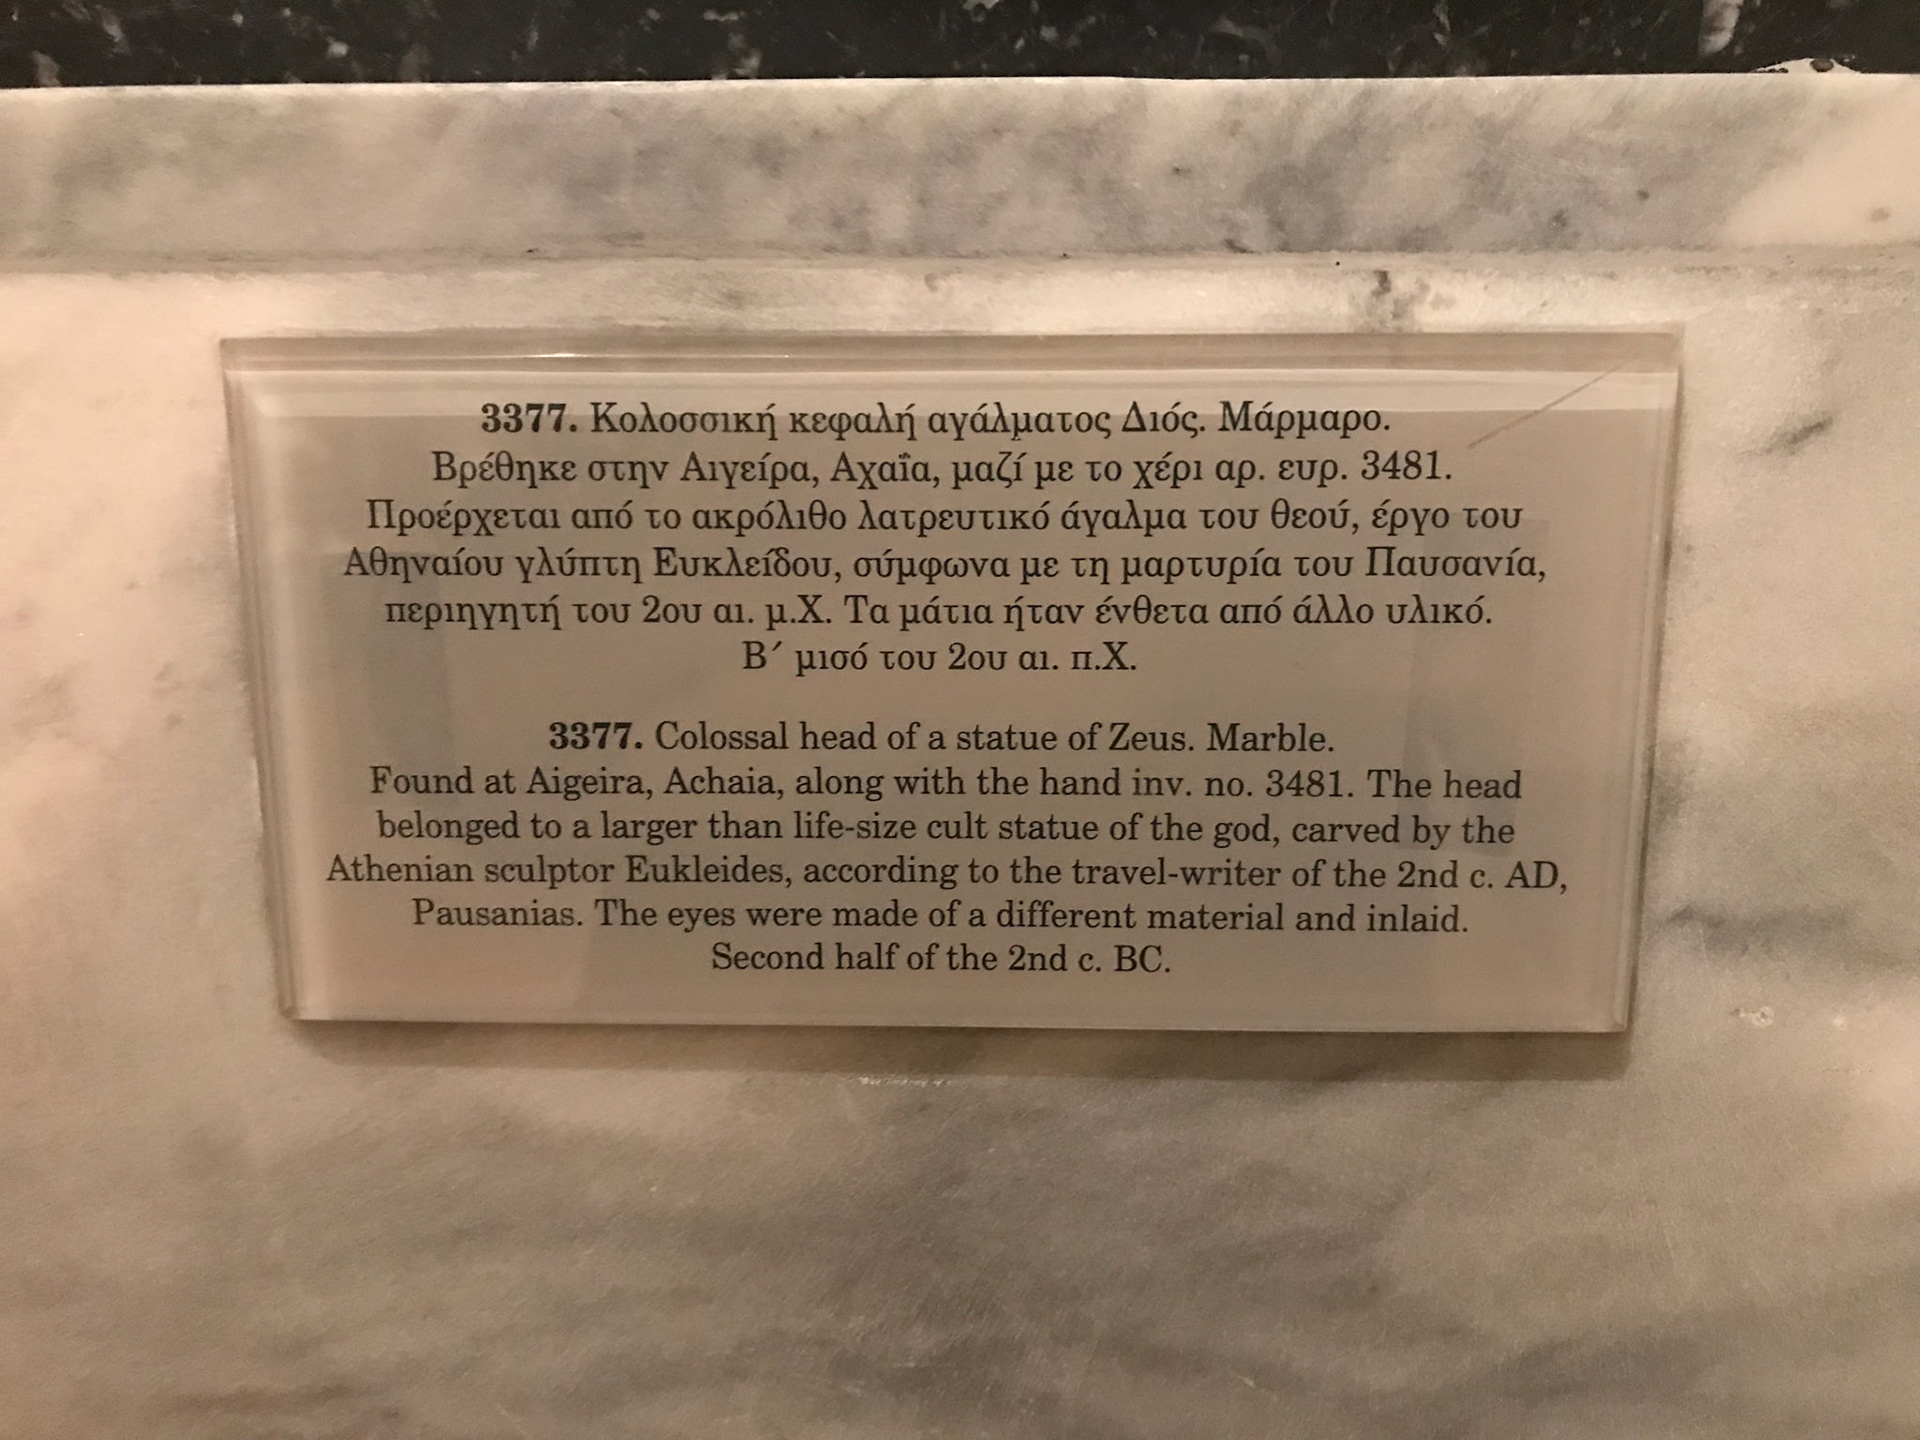 3377. Κολοσσική κεφαλή αγάλματος Διός. Μάρμαρο.
Βρέθηκε στην Αιγείρα, Αχαΐα, μαζί με το χέρι αρ. ευρ. 3481.
Προέρχεται από το ακρόλιθο λατρευτικό άγαλμα του θεού, έργο του
Αθηναίου γλύπτη Ευκλείδου, σύμφωνα με τη μαρτυρία του Παυσανία,
περιηγητή του 2ου αι. μ.Χ. Τα μάτια ήταν ένθετα από άλλο υλικό.
Β΄ μισό του 2ου αι. π.Χ.
3377. Colossal head of a statue of Zeus. Marble.
Found at Aigeira, Achaia, along with the hand inv. no. 3481. The head
belonged to a larger than life-size cult statue of the god, carved by the
Athenian sculptor Eukleides, according to the travel-writer of the 2nd c. AD,
Pausanias. The eyes were made of a different material and inlaid.
Second half of the 2nd c. BC.